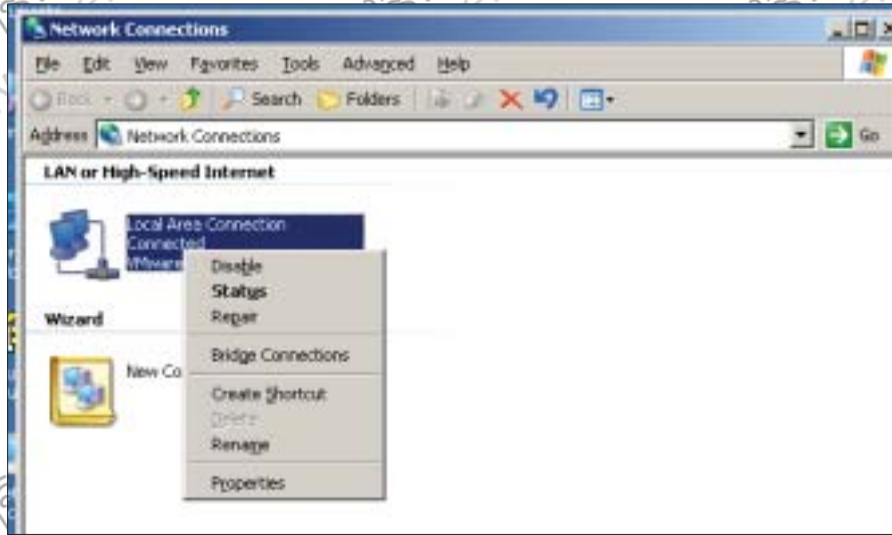 Network Connections
File Edit View Favorites Tools Advanced Help
Back Search Folders
Address Network Connections Go
LAN or High-Speed Internet
Local Area Connection
Connected
VMware
Disable
Status
Repair
Wizard
Bridge Connections
New Co
Create Shortcut
Delete
Rename
Properties